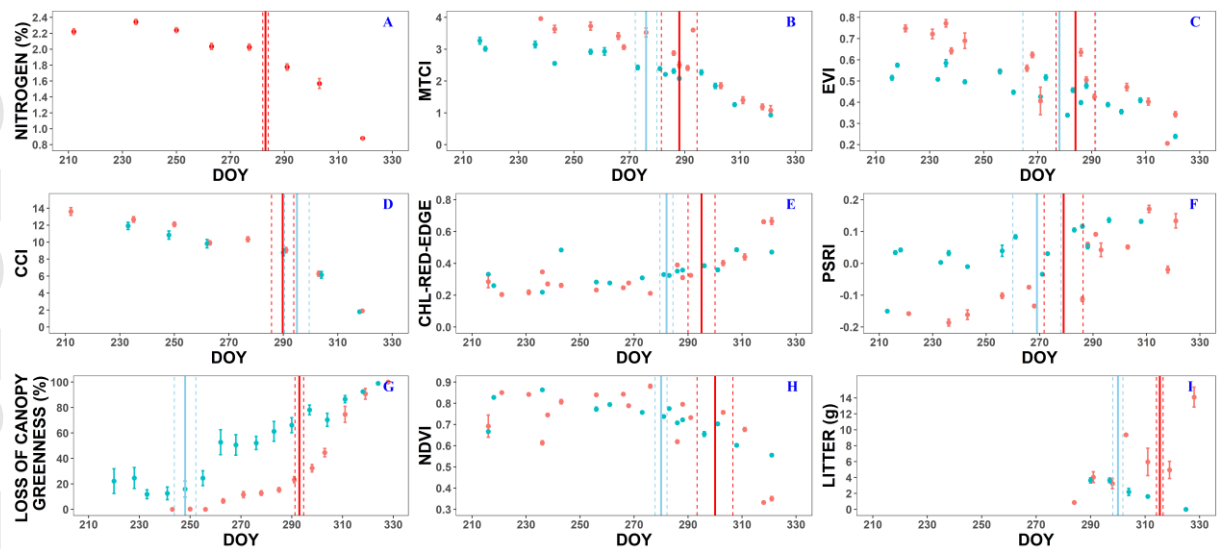 A
NITROGEN (%)
2.4
2.2
2.0
1.8
1.6
1.4
1.2
1.0
0.8
212 230 250 270 290 310 330
DOY
B
MTCI
4
3
2
1
0
210 230 250 270 290 310 330
DOY
C
EVI
0.8
0.7
0.6
0.5
0.4
0.3
0.2
210 230 250 270 290 310 330
DOY
D
CCI
14
12
10
8
6
4
2
0
212 230 250 270 290 310 330
DOY
E
CHL-RED-EDGE
0.8
0.6
0.4
0.2
0.0
210 230 250 270 290 310 330
DOY
F
PSRI
0.2
0.1
0.0
-0.1
-0.2
210 230 250 270 290 310 330
DOY
G
LOSS OF CANOPY
GREENNESS (%)
100
80
60
40
20
0
210 230 250 270 290 310 330
DOY
H
NDVI
0.9
0.8
0.7
0.6
0.5
0.4
0.3
210 230 250 270 290 310 330
DOY
I
LITTER (g)
14
12
10
8
6
4
2
0
210 230 250 270 290 310 330
DOY